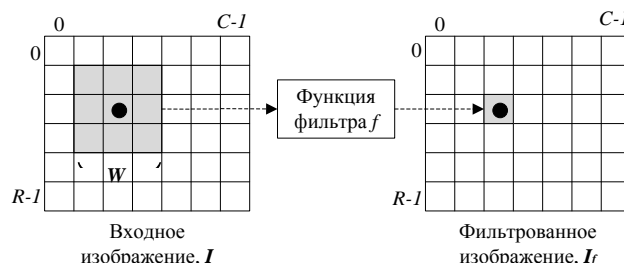 0 C-1
0
R-1
W
Входное
изображение, I
Функция
фильтра f
0 C-1
0
R-1
Фильтрованное
изображение, If